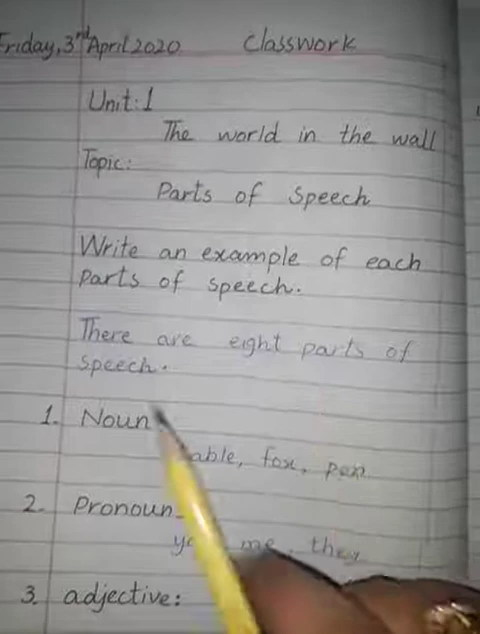 Friday, 3rd April 2020 Classwork
Unit:1
The world in the wall
Topic:
Parts of Speech
Write an example of each
parts of speech.
There are eight parts of
speech.
1. Noun
fox, pen
2. Pronoun
me, they
3. adjective: